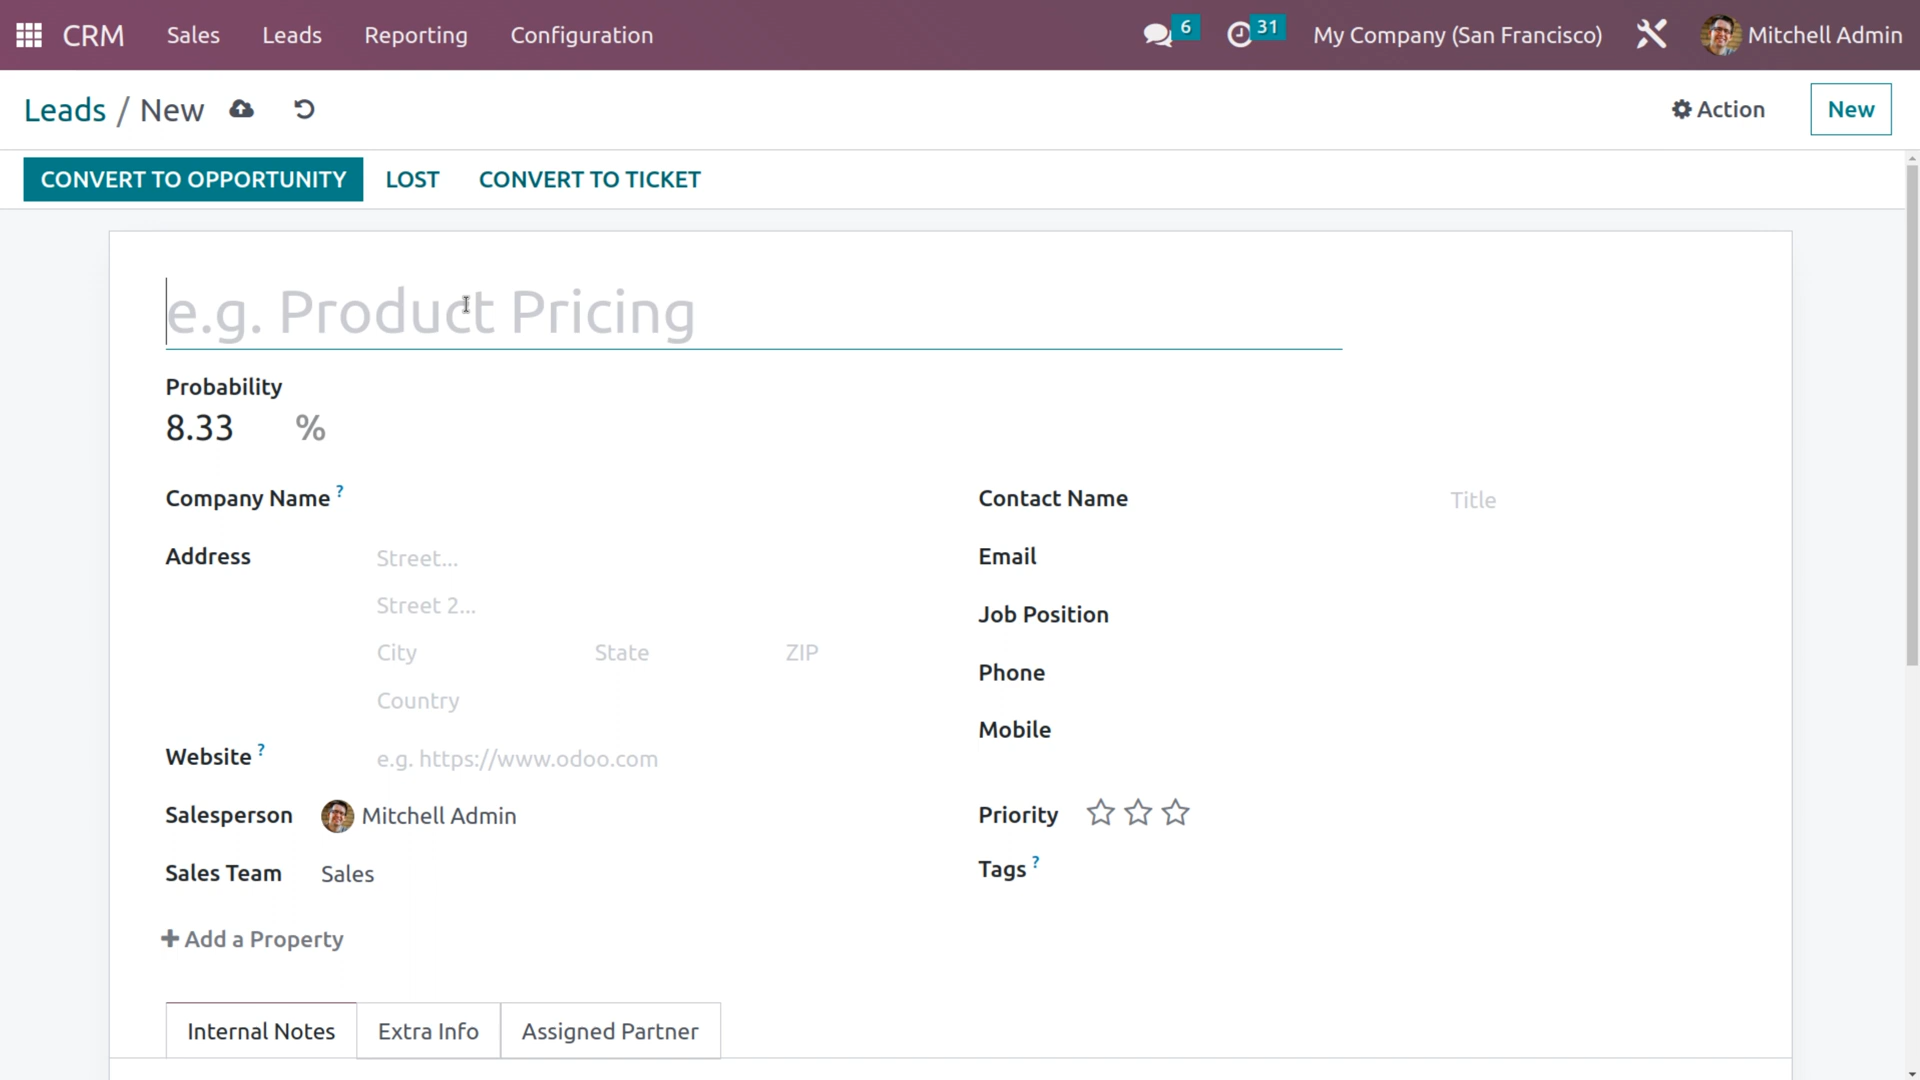 CRM Sales Leads Reporting Configuration 6 31 My Company (San Francisco) Mitchell Admin
Leads / New Action New
CONVERT TO OPPORTUNITY LOST CONVERT TO TICKET
e.g. Product Pricing
Probability
8.33 %
Company Name ? Contact Name Title
Address Street... Email
Street 2... Job Position
City State ZIP
Phone
Country
Mobile
Website ? e.g. https://www.odoo.com
Salesperson Mitchell Admin Priority
Sales Team Sales Tags ?
Add a Property
Internal Notes Extra Info Assigned Partner